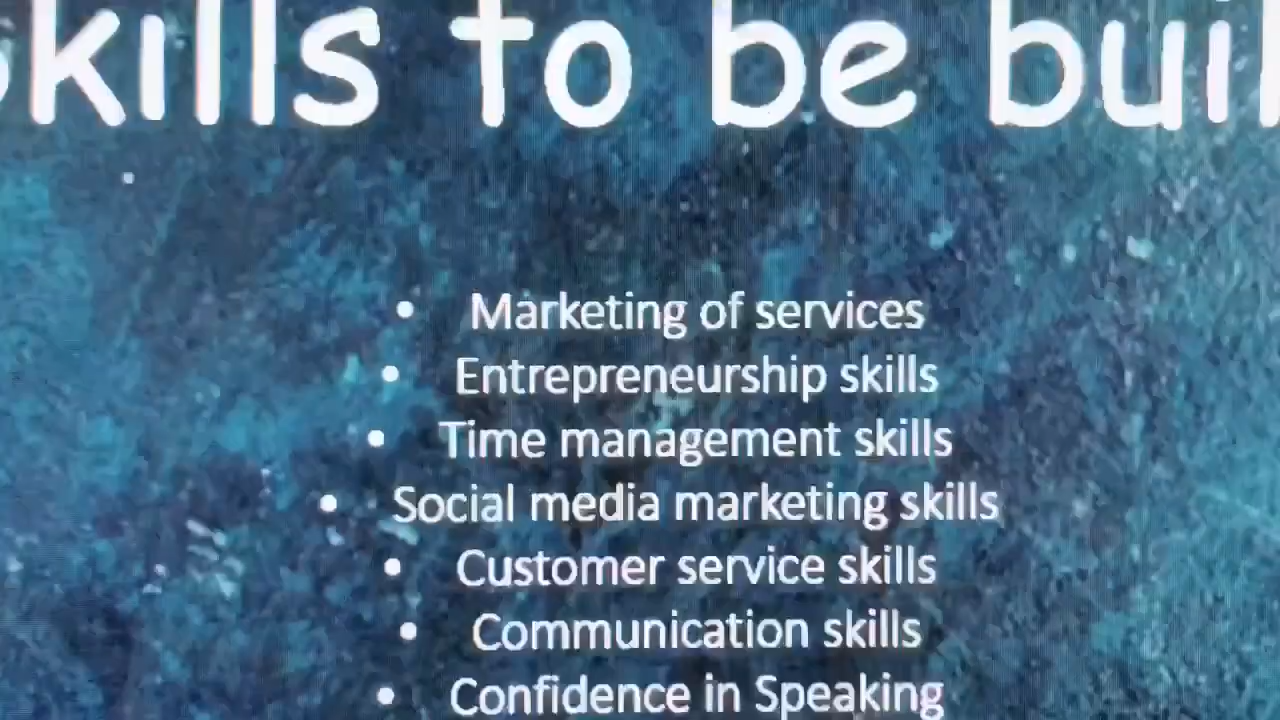 skills to be buil
• Marketing of services
• Entrepreneurship skills
• Time management skills
• Social media marketing skills
• Customer service skills
• Communication skills
• Confidence in Speaking